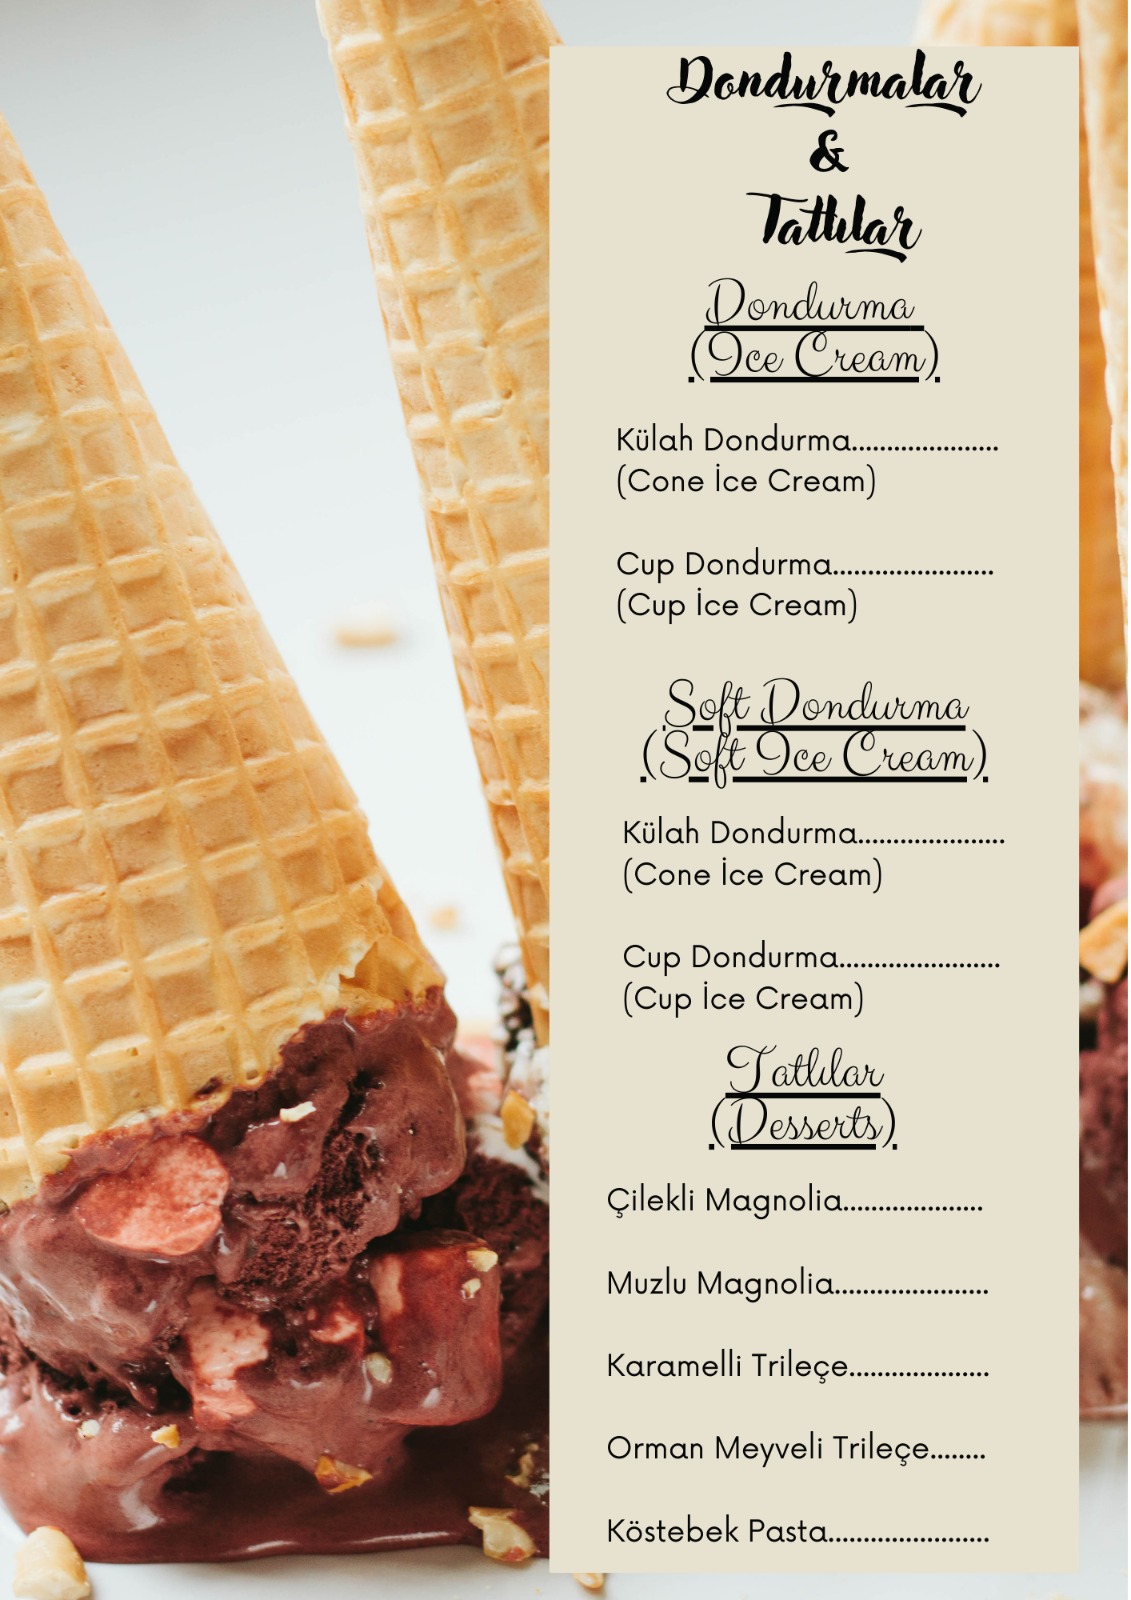 Dondurmalar
&
Tatlılar
Dondurma
(Ice Cream)
Külah Dondurma.....................
(Cone İce Cream)
Cup Dondurma.......................
(Cup İce Cream)
Soft Dondurma
(Soft Ice Cream)
Külah Dondurma.....................
(Cone İce Cream)
Cup Dondurma.......................
(Cup İce Cream)
Tatlılar
(Desserts)
Çilekli Magnolia....................
Muzlu Magnolia......................
Karamelli Trileçe....................
Orman Meyveli Trileçe........
Köstebek Pasta.......................